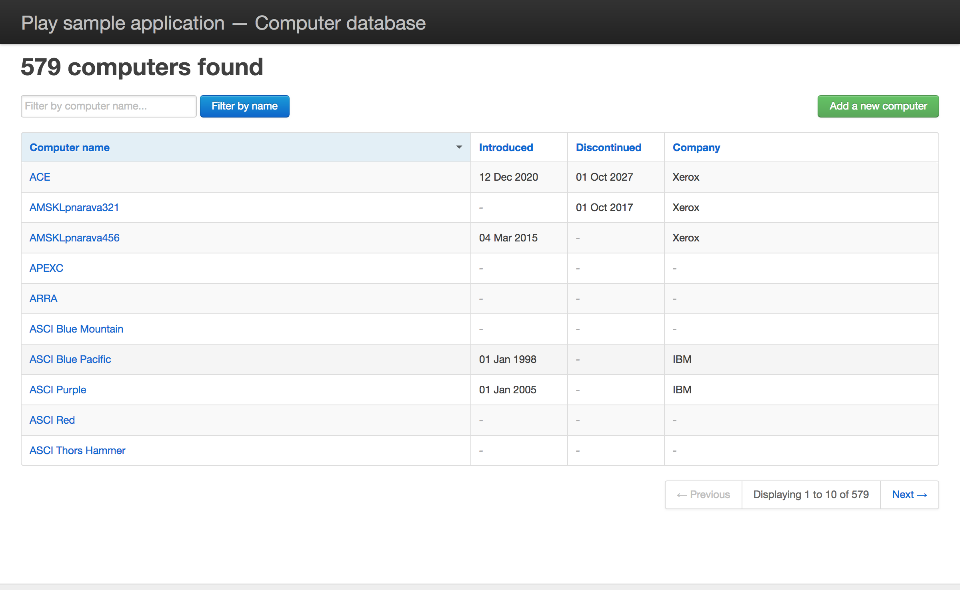 Play sample application — Computer database
579 computers found
Filter by computer name... Filter by name Add a new computer
Computer name Introduced Discontinued Company
ACE 12 Dec 2020 01 Oct 2027 Xerox
AMSKLpnarava321 - 01 Oct 2017 Xerox
AMSKLpnarava456 04 Mar 2015 - Xerox
APEXC - - -
ARRA - - -
ASCI Blue Mountain - - -
ASCI Blue Pacific 01 Jan 1998 - IBM
ASCI Purple 01 Jan 2005 - IBM
ASCI Red - - -
ASCI Thors Hammer - - -
← Previous Displaying 1 to 10 of 579 Next →